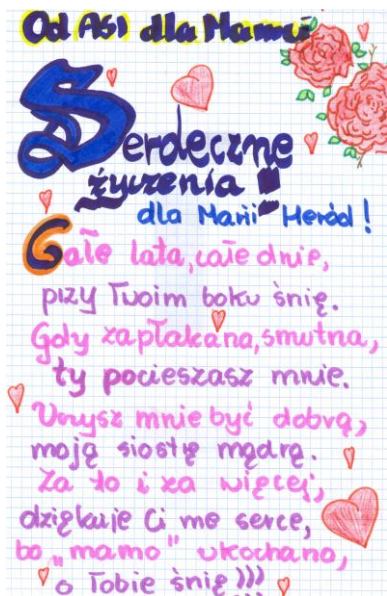 Od ASI dla Mamy
Serdeczne
życzenia!
dla Marii Heród!
Całe lata, całe dnie,
przy Twoim boku śnię.
Gdy zapłakana, smutna,
ty pocieszasz mnie.
Uczysz mnie być dobrą,
moją siostrę mądrą.
Za to i za więcej,
dziękuje Ci me serce,
bo „mamo" ukochana,
o Tobie śnię!!!